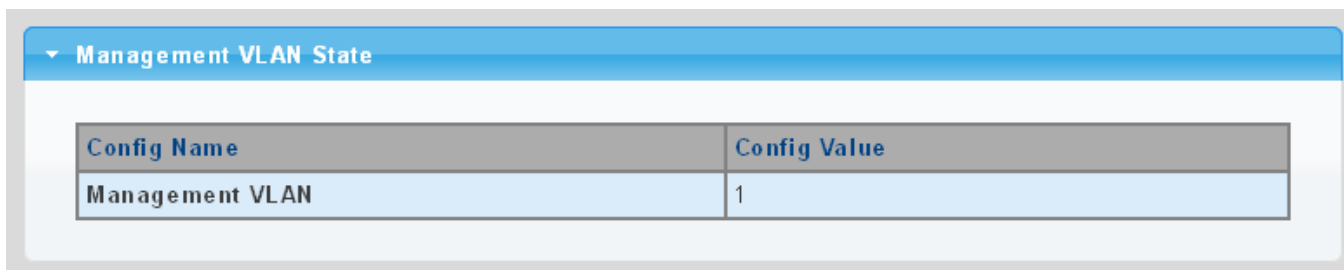 Management VLAN State
Config Name Config Value
Management VLAN 1